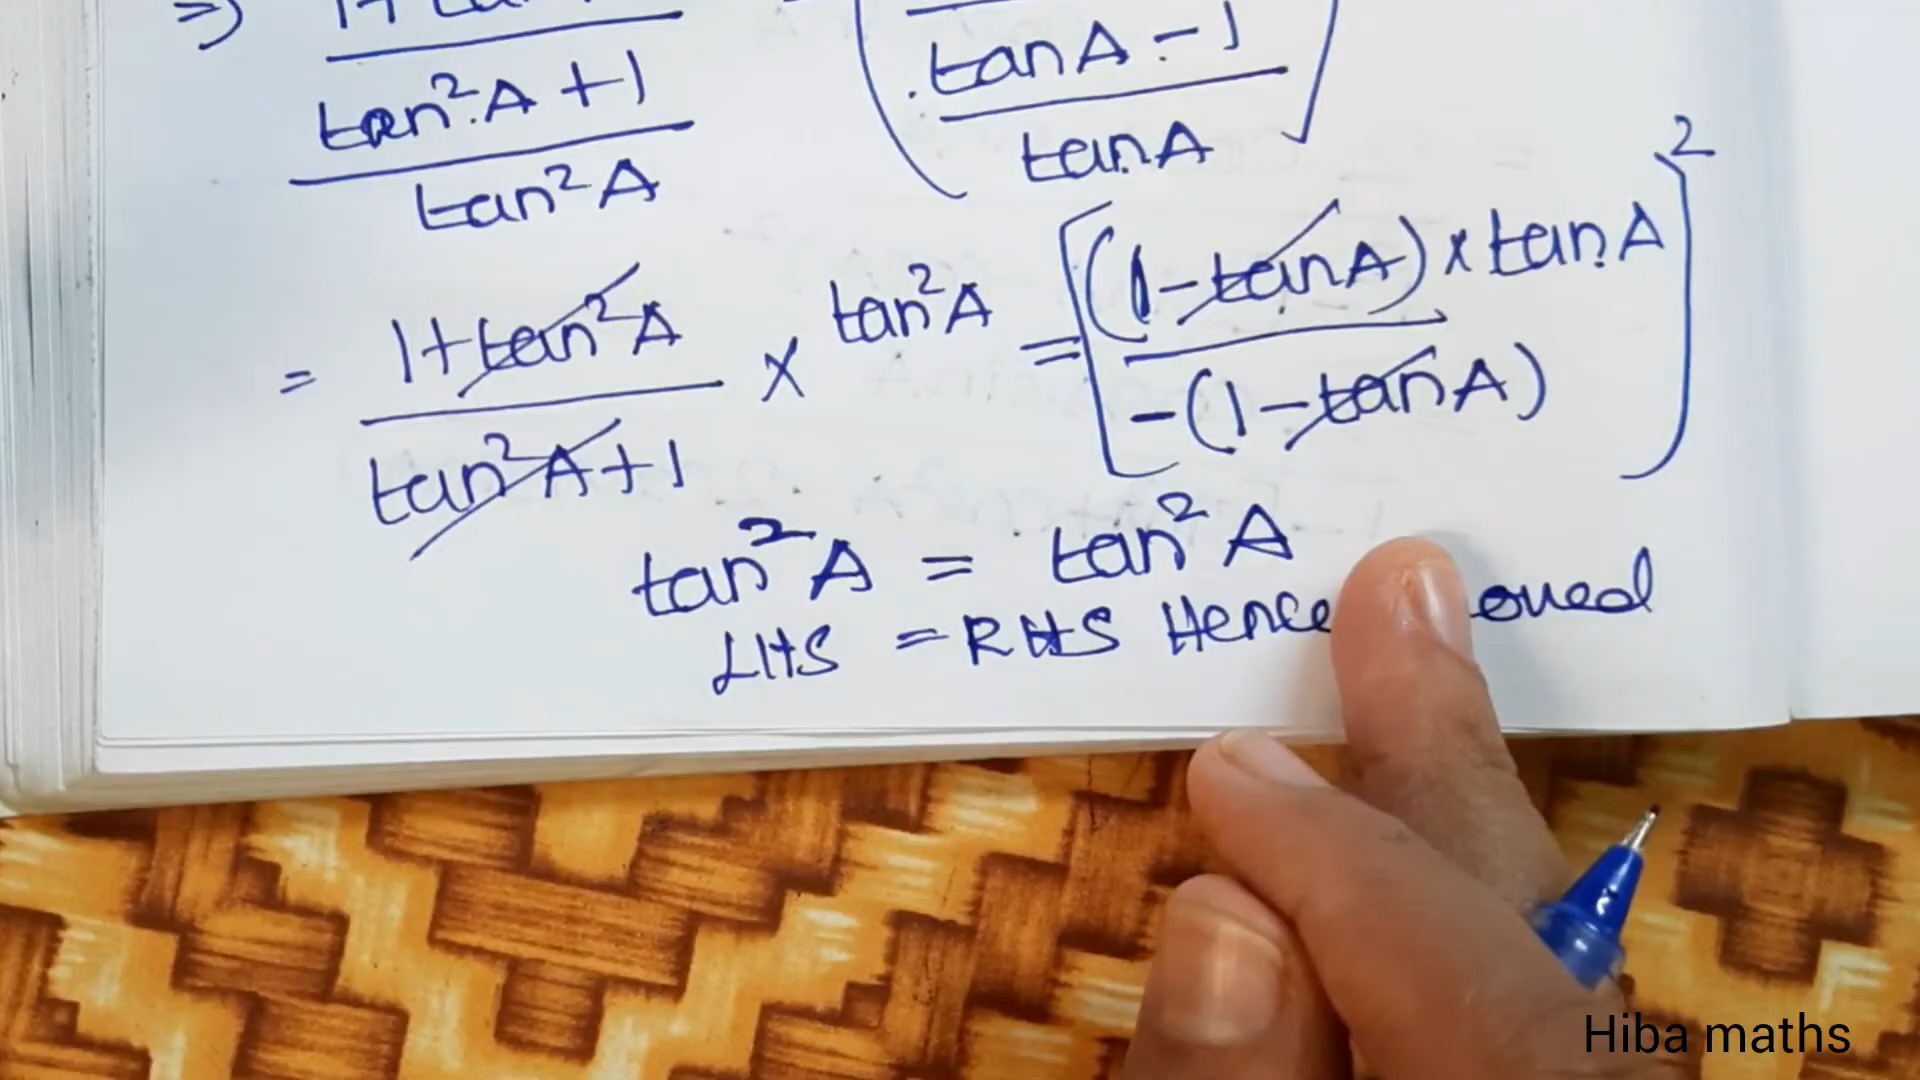 ⇒
tan²A + 1
tan²A
tanA - 1
tanA
= 1+tan²A / tan²A+1 × tan²A = [(1-tanA) × tanA / -(1-tanA)]²
tan²A = tan²A
LHS = RHS Hence
Hiba maths